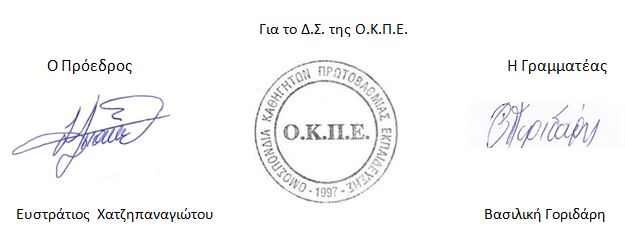 Για το Δ.Σ. της Ο.Κ.Π.Ε.
Ο Πρόεδρος
Η Γραμματέας
ΟΜΟΣΠΟΝΔΙΑ ΚΑΘΗΓΗΤΩΝ ΠΡΩΤΟΒΑΘΜΙΑΣ ΕΚΠΑΙΔΕΥΣΗΣ
Ο.Κ.Π.Ε.
- 1997 -
Ευστράτιος Χατζηπαναγιώτου
Βασιλική Γοριδάρη